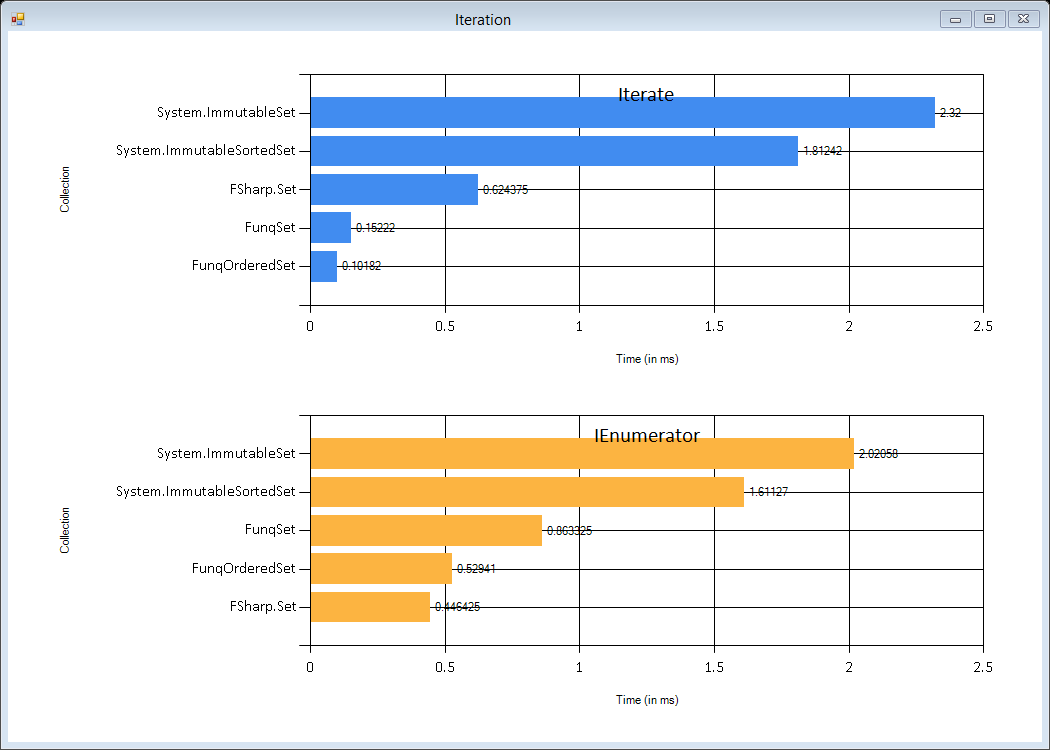 Iteration
Iterate
Collection
System.ImmutableSet 2.32
System.ImmutableSortedSet 1.81242
FSharp.Set 0.624375
FunqSet 0.15222
FunqOrderedSet 0.10182
0 0.5 1 1.5 2 2.5
Time (in ms)
IEnumerator
Collection
System.ImmutableSet 2.02058
System.ImmutableSortedSet 1.61127
FunqSet 0.863325
FunqOrderedSet 0.52941
FSharp.Set 0.446425
0 0.5 1 1.5 2 2.5
Time (in ms)